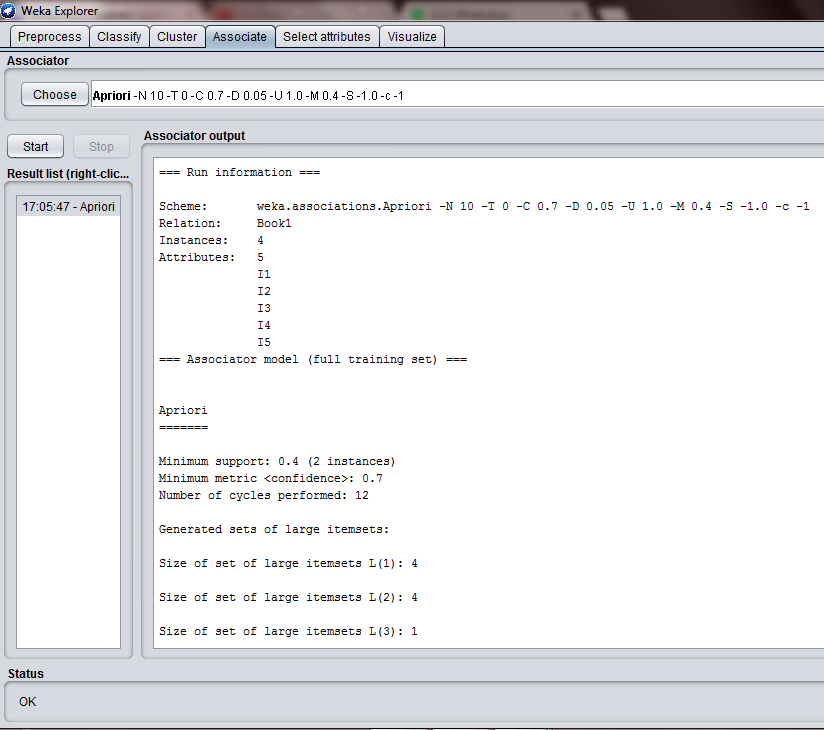 Weka Explorer
Preprocess Classify Cluster Associate Select attributes Visualize
Associator
Choose Apriori -N 10 -T 0 -C 0.7 -D 0.05 -U 1.0 -M 0.4 -S -1.0 -c -1
Start Stop
Result list (right-clic...
17:05:47 - Apriori
Associator output
=== Run information ===
Scheme: weka.associations.Apriori -N 10 -T 0 -C 0.7 -D 0.05 -U 1.0 -M 0.4 -S -1.0 -c -1
Relation: Book1
Instances: 4
Attributes: 5
I1
I2
I3
I4
I5
=== Associator model (full training set) ===
Apriori
=======
Minimum support: 0.4 (2 instances)
Minimum metric <confidence>: 0.7
Number of cycles performed: 12
Generated sets of large itemsets:
Size of set of large itemsets L(1): 4
Size of set of large itemsets L(2): 4
Size of set of large itemsets L(3): 1
Status
OK